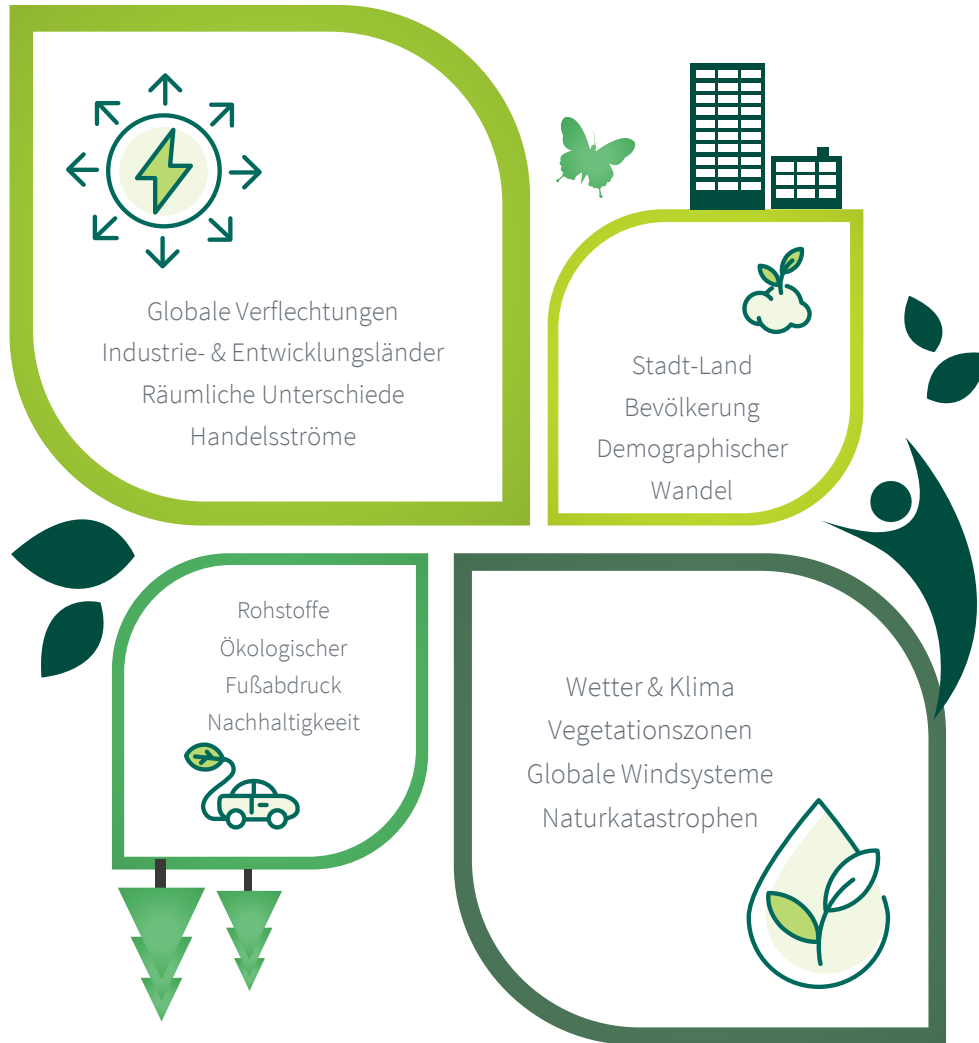 Globale Verflechtungen
Industrie- & Entwicklungsländer
Räumliche Unterschiede
Handelsströme
Stadt-Land
Bevölkerung
Demographischer
Wandel
Rohstoffe
Ökologischer
Fußabdruck
Nachhaltigkeeit
Wetter & Klima
Vegetationszonen
Globale Windsysteme
Naturkatastrophen